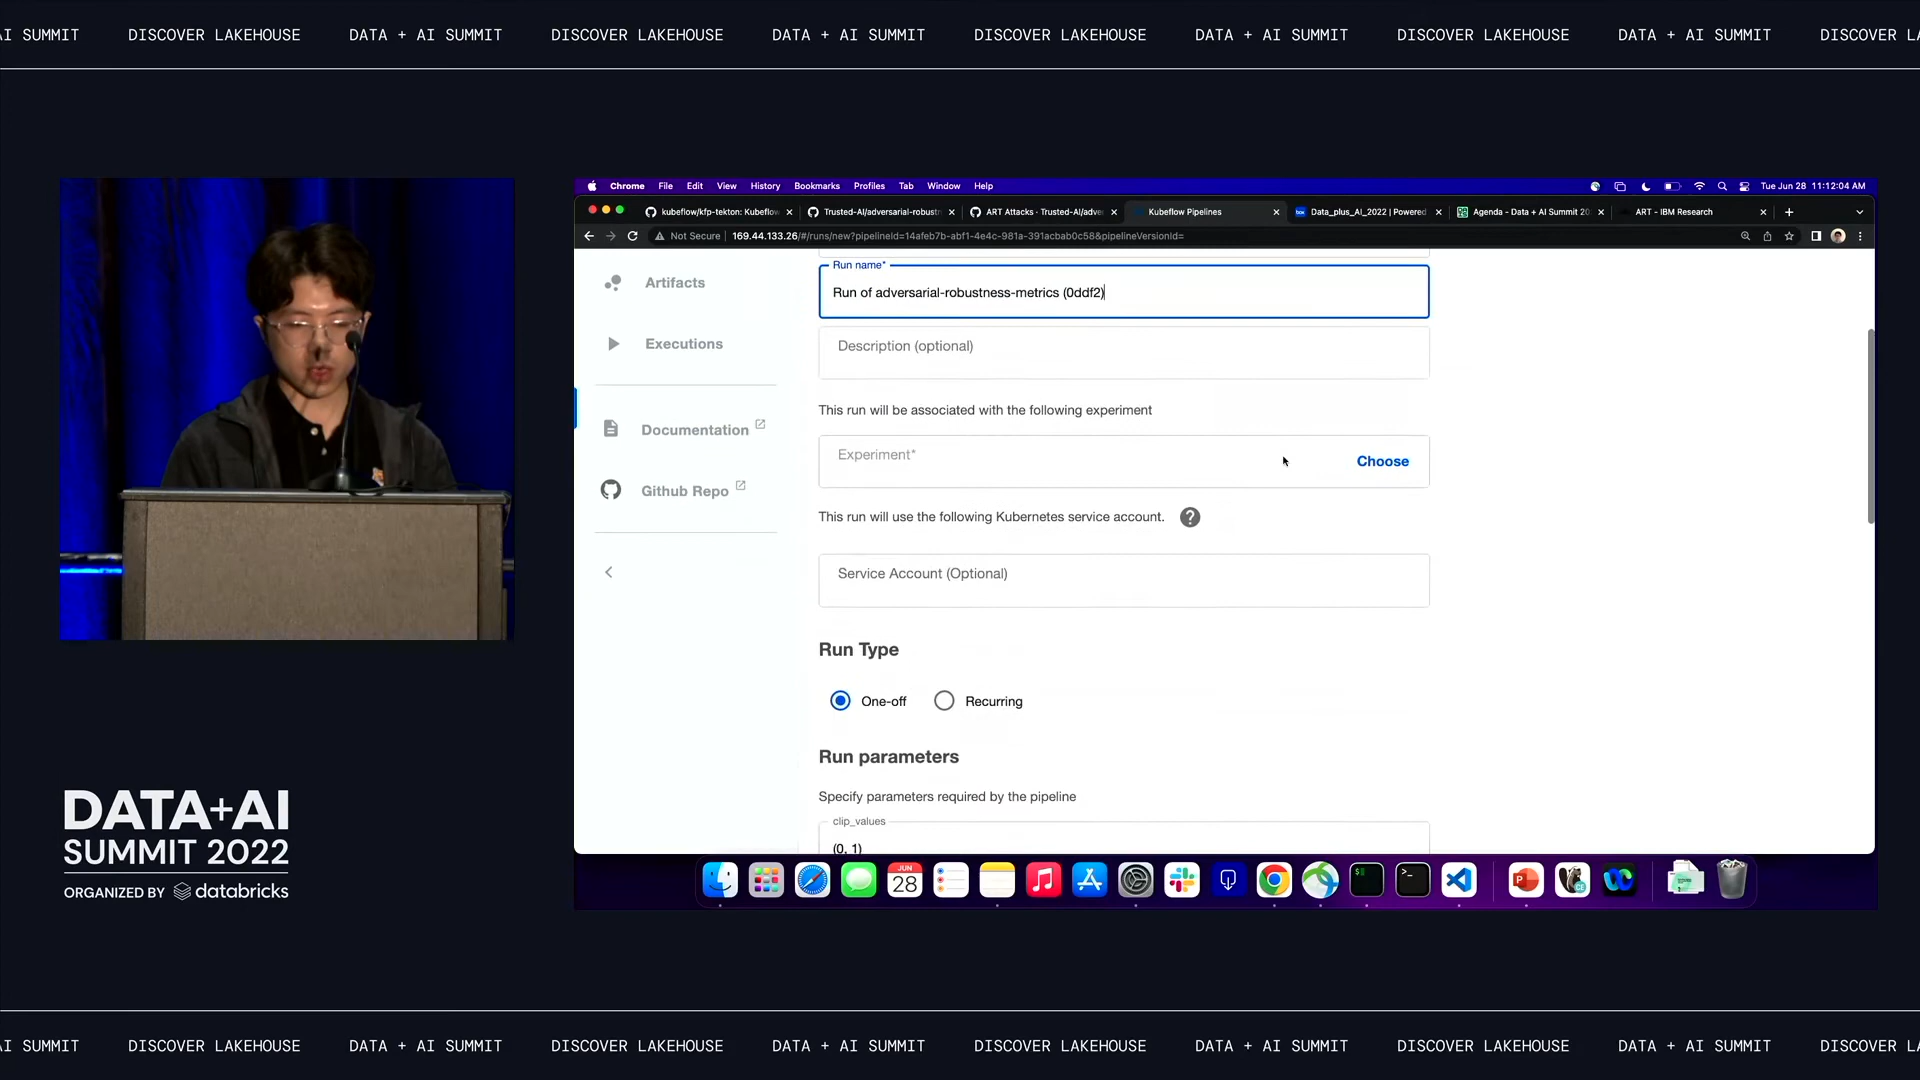 AI SUMMIT DISCOVER LAKEHOUSE DATA + AI SUMMIT DISCOVER LAKEHOUSE DATA + AI SUMMIT DISCOVER LAKEHOUSE DATA + AI SUMMIT DISCOVER LAKEHOUSE DATA + AI SUMMIT DISCOVER LA
Chrome File Edit View History Bookmarks Profiles Tab Window Help Tue Jun 28 11:12:04 AM
kubeflow/kfp-tekton: Kubeflow Trusted-AI/adversarial-robustn ART Attacks · Trusted-AI/adve Kubeflow Pipelines Data_plus_AI_2022 | Powered Agenda - Data + AI Summit 20 ART - IBM Research
Not Secure 169.44.133.26/#/runs/new?pipelineId=14afeb7b-abf1-4e4c-981a-391acbab0c58&pipelineVersionId=
Artifacts
Executions
Documentation
Github Repo
Run name*
Run of adversarial-robustness-metrics (0ddf2)
Description (optional)
This run will be associated with the following experiment
Experiment*
Choose
This run will use the following Kubernetes service account.
?
Service Account (Optional)
Run Type
One-off Recurring
Run parameters
Specify parameters required by the pipeline
clip_values
(0, 1)
JUN
28
DATA+AI
SUMMIT 2022
ORGANIZED BY databricks
AI SUMMIT DISCOVER LAKEHOUSE DATA + AI SUMMIT DISCOVER LAKEHOUSE DATA + AI SUMMIT DISCOVER LAKEHOUSE DATA + AI SUMMIT DISCOVER LAKEHOUSE DATA + AI SUMMIT DISCOVER LA